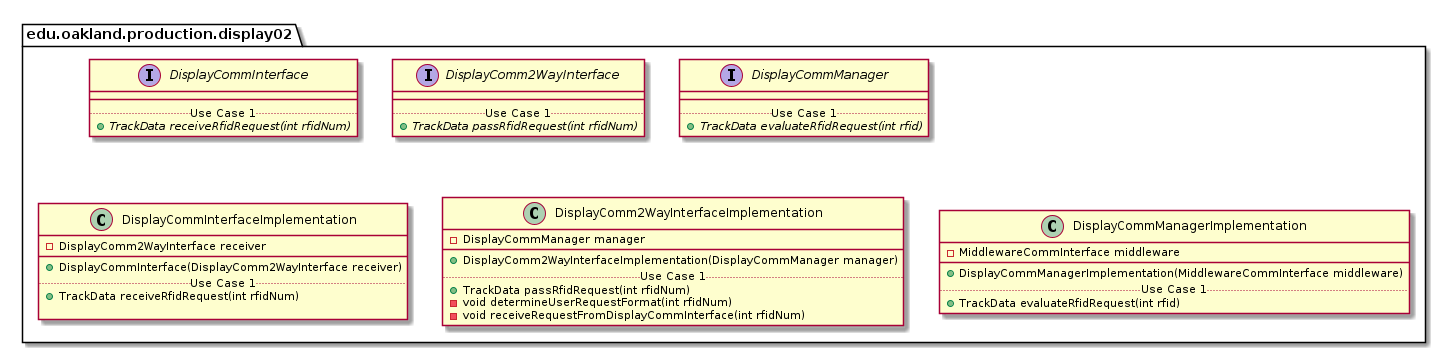 edu.oakland.production.display02
I DisplayCommInterface
Use Case 1
TrackData receiveRfidRequest(int rfidNum)
I DisplayComm2WayInterface
Use Case 1
TrackData passRfidRequest(int rfidNum)
I DisplayCommManager
Use Case 1
TrackData evaluateRfidRequest(int rfid)
C DisplayCommInterfaceImplementation
DisplayComm2WayInterface receiver
DisplayCommInterface(DisplayComm2WayInterface receiver)
Use Case 1
TrackData receiveRfidRequest(int rfidNum)
C DisplayComm2WayInterfaceImplementation
DisplayCommManager manager
DisplayComm2WayInterfaceImplementation(DisplayCommManager manager)
Use Case 1
TrackData passRfidRequest(int rfidNum)
void determineUserRequestFormat(int rfidNum)
void receiveRequestFromDisplayCommInterface(int rfidNum)
C DisplayCommManagerImplementation
MiddlewareCommInterface middleware
DisplayCommManagerImplementation(MiddlewareCommInterface middleware)
Use Case 1
TrackData evaluateRfidRequest(int rfid)